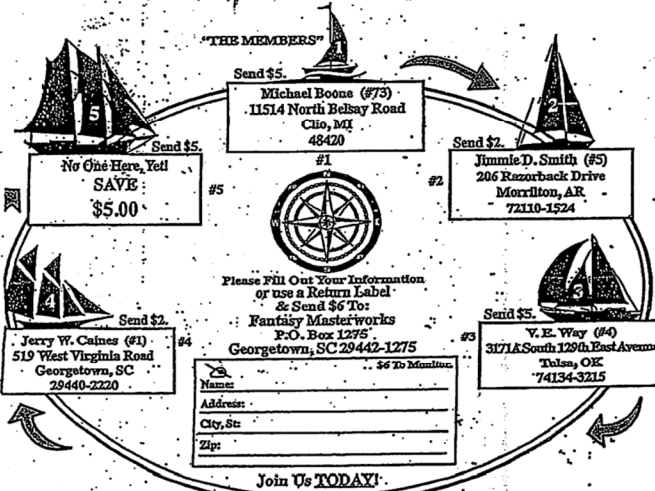 "THE MEMBERS"
1
Send $5.
Michael Boone (#73)
11514 North Belsay Road
Clio, MI
48420
#1
2
Send $2.
Jimmie D. Smith (#5)
206 Razorback Drive
Morrilton, AR
72110-1524
#2
3
Send $5.
V. E. Way (#4)
3171A South 129th East Avenue
Tulsa, OK
74134-3215
#3
4
Send $2.
Jerry W. Caines (#1)
519 West Virginia Road
Georgetown, SC
29440-2220
#4
5
Send $5.
No One Here, Yet!
SAVE
$5.00
#5
Please Fill Out Your Information
or use a Return Label
& Send $6 To:
Fantasy Masterworks
P.O. Box 1275
Georgetown, SC 29442-1275
$6 To Monitor.
Name:
Address:
City, St:
Zip:
Join Us TODAY!